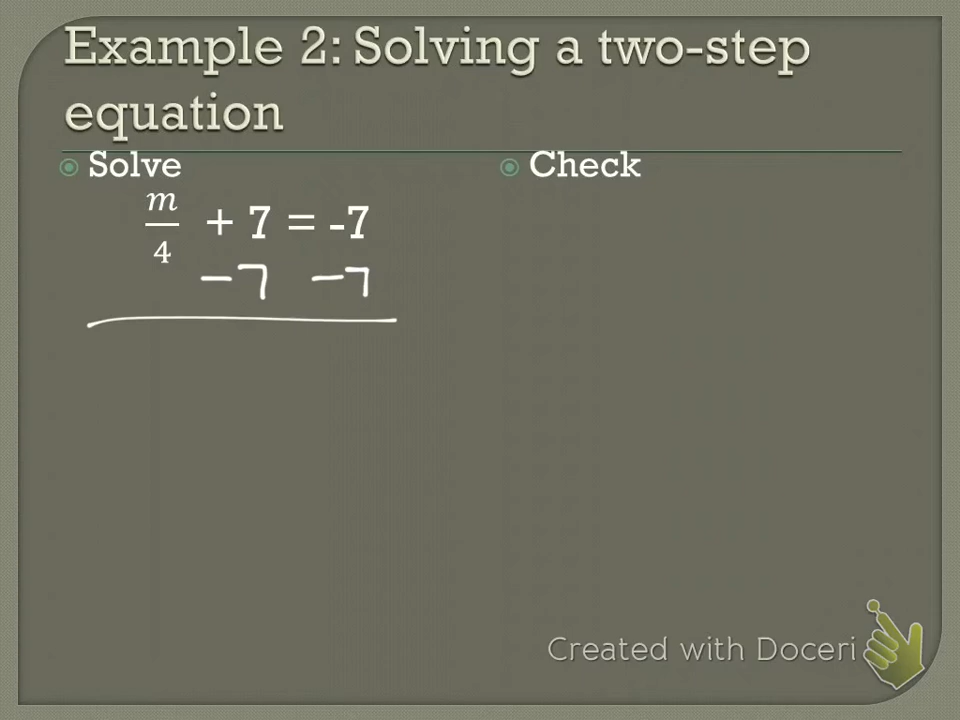 Example 2: Solving a two-step
equation
Solve
m/4 + 7 = -7
-7 -7
Check
Created with Doceri